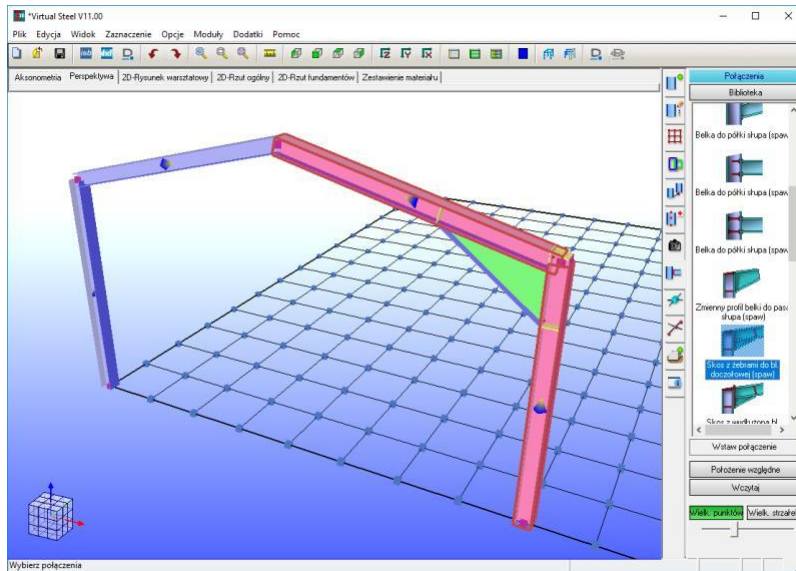 *Virtual Steel V11.00
Plik Edycja Widok Zaznaczenie Opcje Moduły Dodatki Pomoc
Aksonometria Perspektywa 2D-Rysunek warsztatowy 2D-Rzut ogólny 2D-Rzut fundamentów Zestawienie materiału
Połączenia
Biblioteka
Belka do półki słupa (spaw)
Belka do półki słupa (spaw)
Belka do półki słupa (spaw)
Zmienny profil belki do pasa
słupa (spaw)
Skos z żebrami do bl.
doczołowej (spaw)
Skos z wydłużoną bl.
Wstaw połączenie
Położenie względne
Wczytaj
Wielk. punktów Wielk. strzałek
Wybierz połączenia